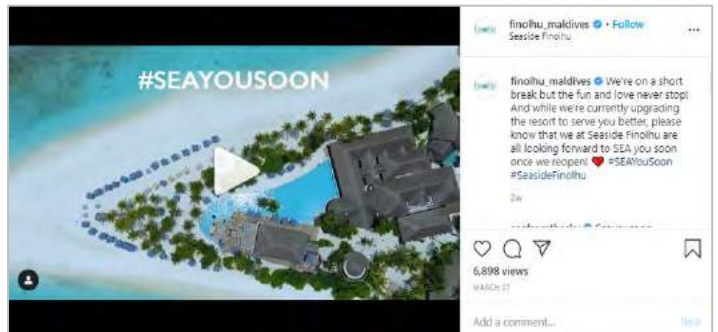 #SEAYOUSOON
finolhu_maldives • Follow
Seaside Finolhu
finolhu_maldives We're on a short
break but the fun and love never stop!
And while we're currently upgrading
the resort to serve you better, please
know that we at Seaside Finolhu are
all looking forward to SEA you soon
once we reopen! ❤️ #SEAYouSoon
#SeasideFinolhu
2w
6,898 views
MARCH 27
Add a comment...